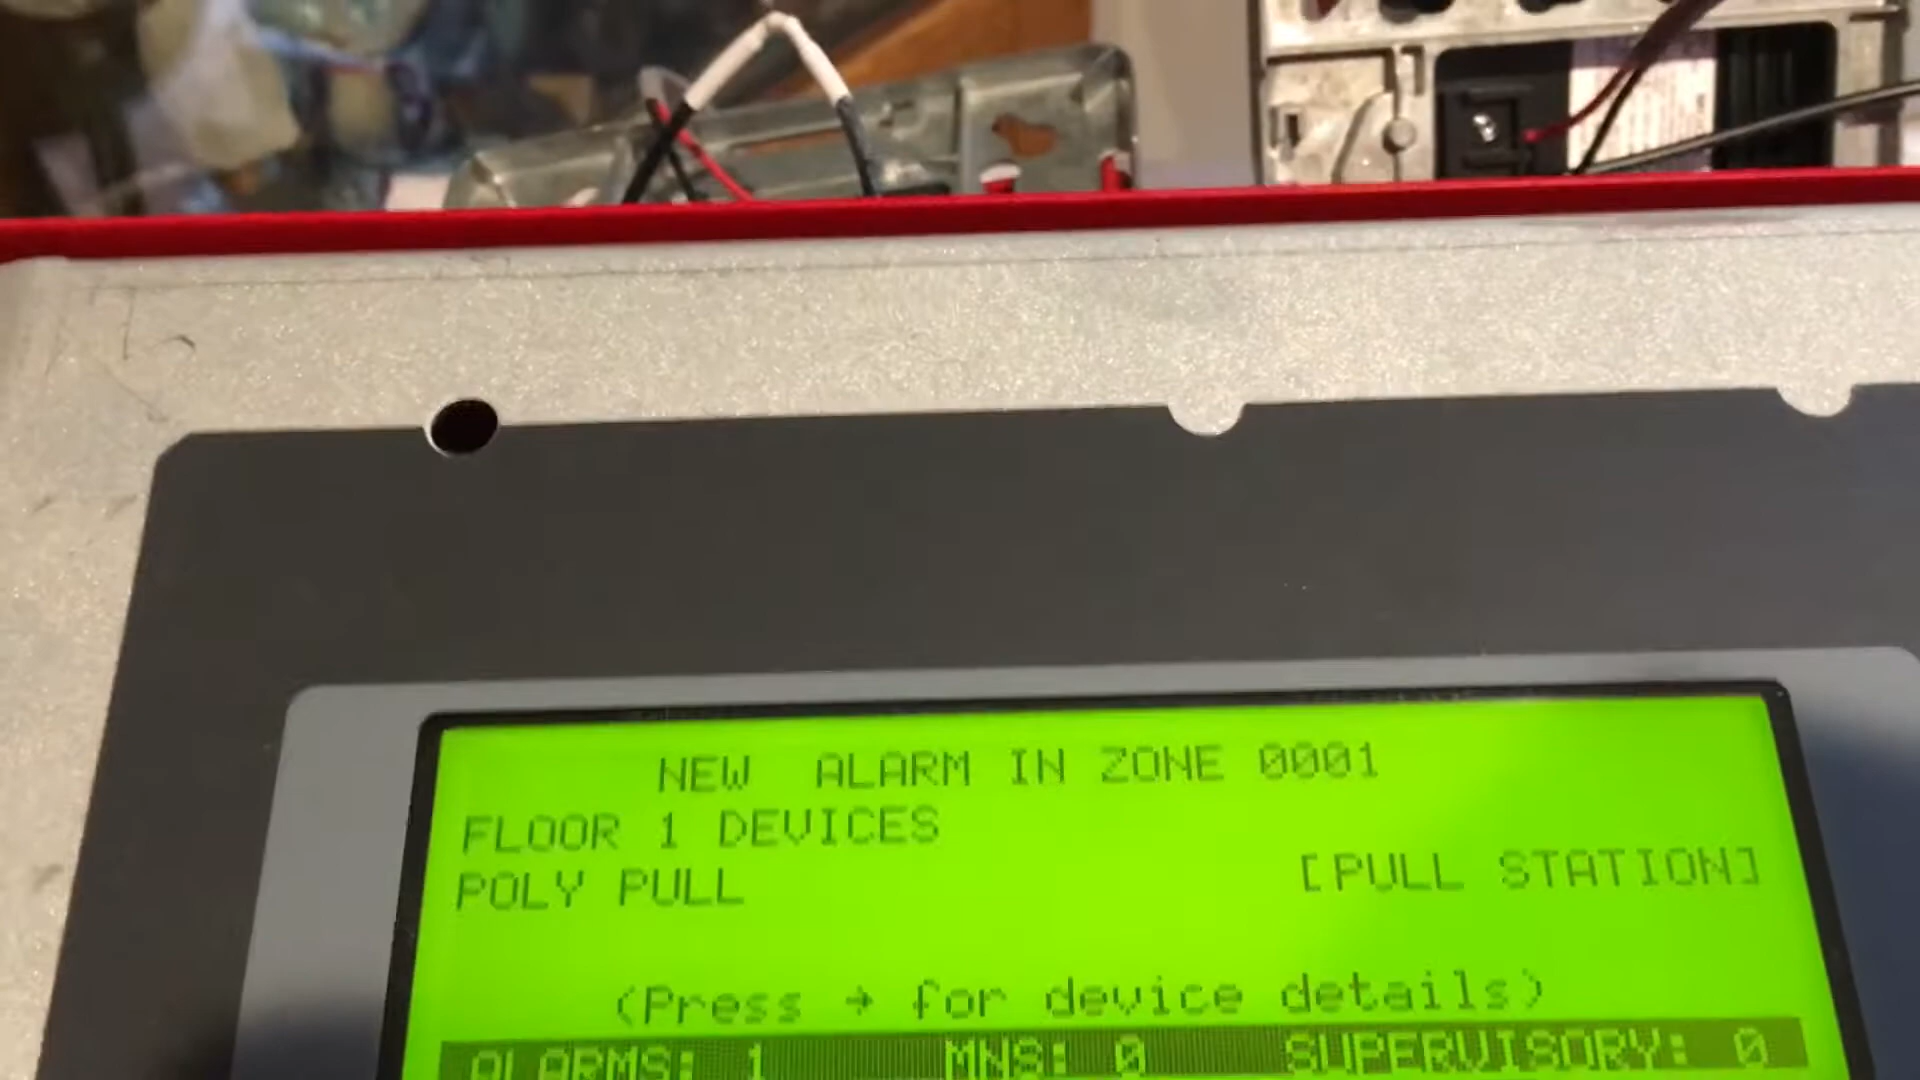 NEW ALARM IN ZONE 0001
FLOOR 1 DEVICES
POLY PULL [PULL STATION]
(Press → for device details)
ALARMS: 1 MNS: 0 SUPERVISORY: 0